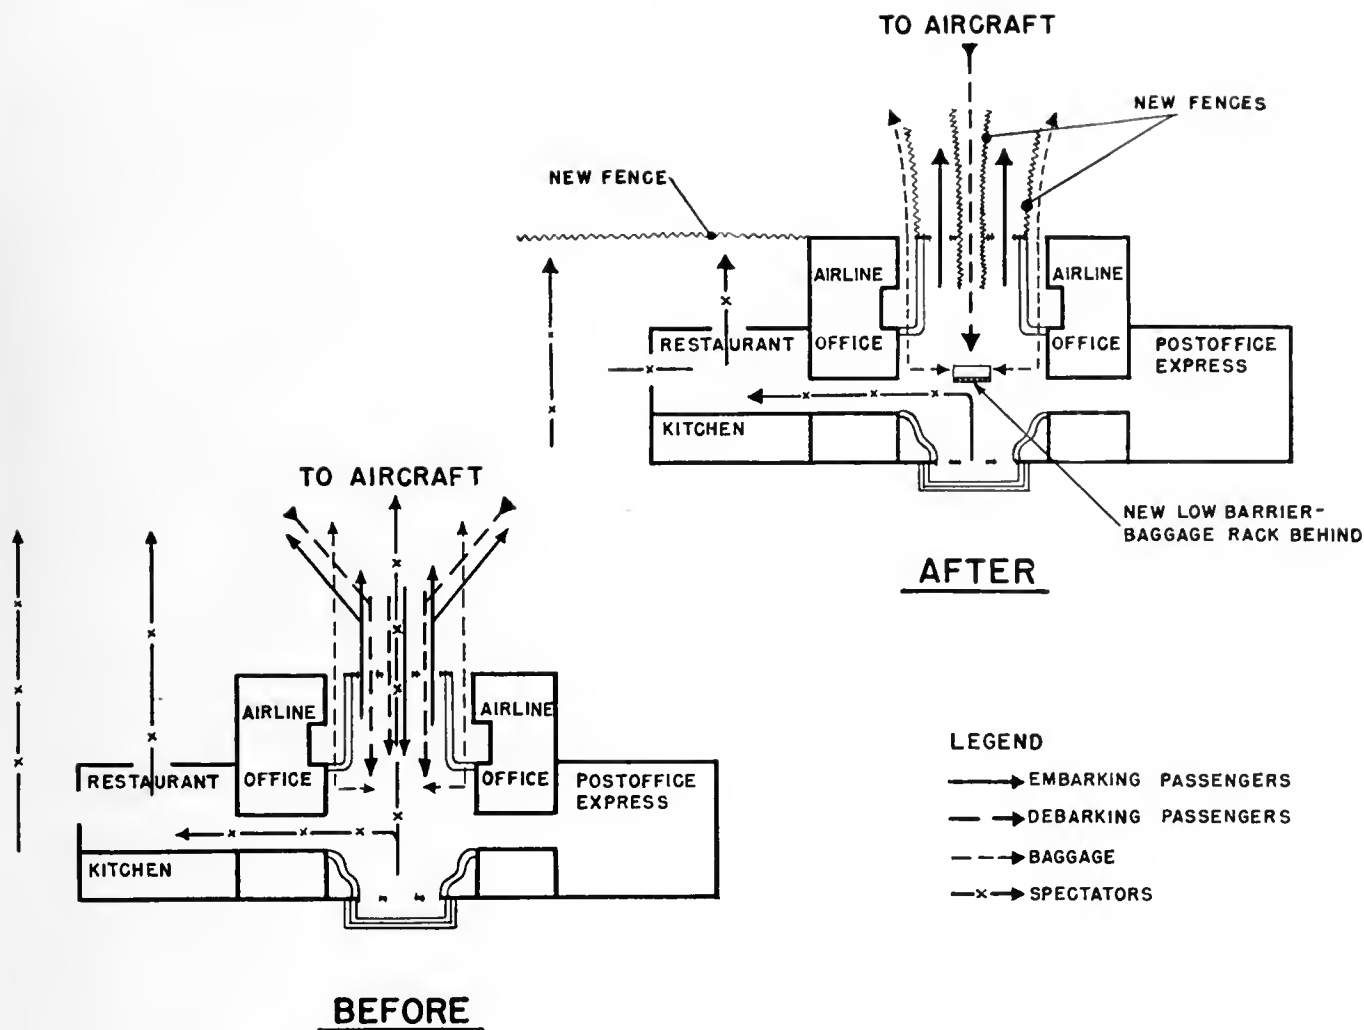 TO AIRCRAFT
NEW FENCES
NEW FENCE
AIRLINE
OFFICE
AIRLINE
OFFICE
RESTAURANT
POSTOFFICE
EXPRESS
KITCHEN
NEW LOW BARRIER-
BAGGAGE RACK BEHIND
AFTER
TO AIRCRAFT
AIRLINE
OFFICE
AIRLINE
OFFICE
RESTAURANT
POSTOFFICE
EXPRESS
KITCHEN
BEFORE
LEGEND
EMBARKING PASSENGERS
DEBARKING PASSENGERS
BAGGAGE
SPECTATORS